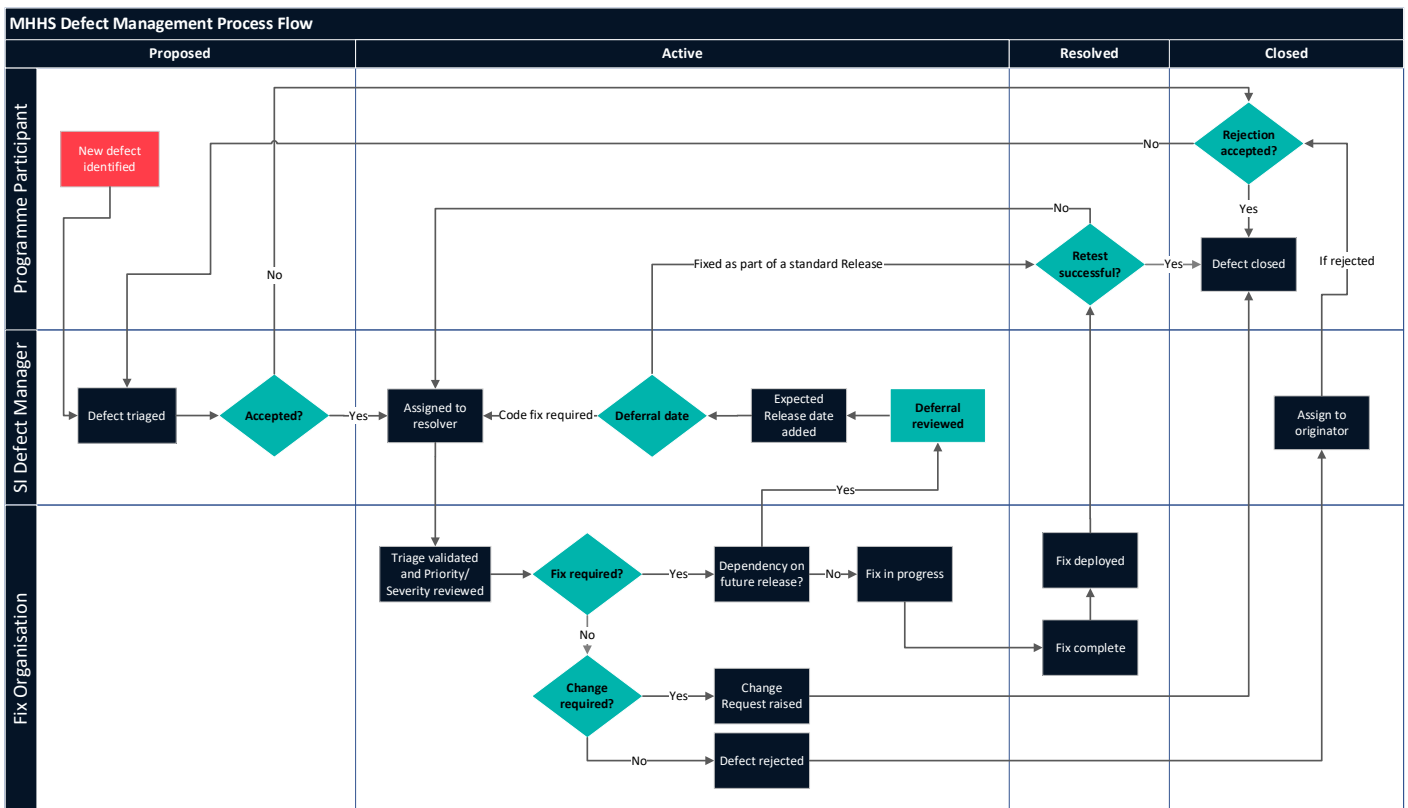 MHHS Defect Management Process Flow
Proposed
Active
Resolved
Closed
Programme Participant
New defect
identified
No
No
Rejection
accepted?
Yes
No
Fixed as part of a standard Release
Retest
successful?
Yes
Defect closed
If rejected
SI Defect Manager
Defect triaged
Accepted?
Yes
Assigned to
resolver
Code fix required
Deferral date
Expected
Release date
added
Deferral
reviewed
Assign to
originator
Yes
Fix Organisation
Triage validated
and Priority/
Severity reviewed
Fix required?
Yes
Dependency on
future release?
No
Fix in progress
Fix deployed
Fix complete
No
Change
required?
Yes
Change
Request raised
No
Defect rejected